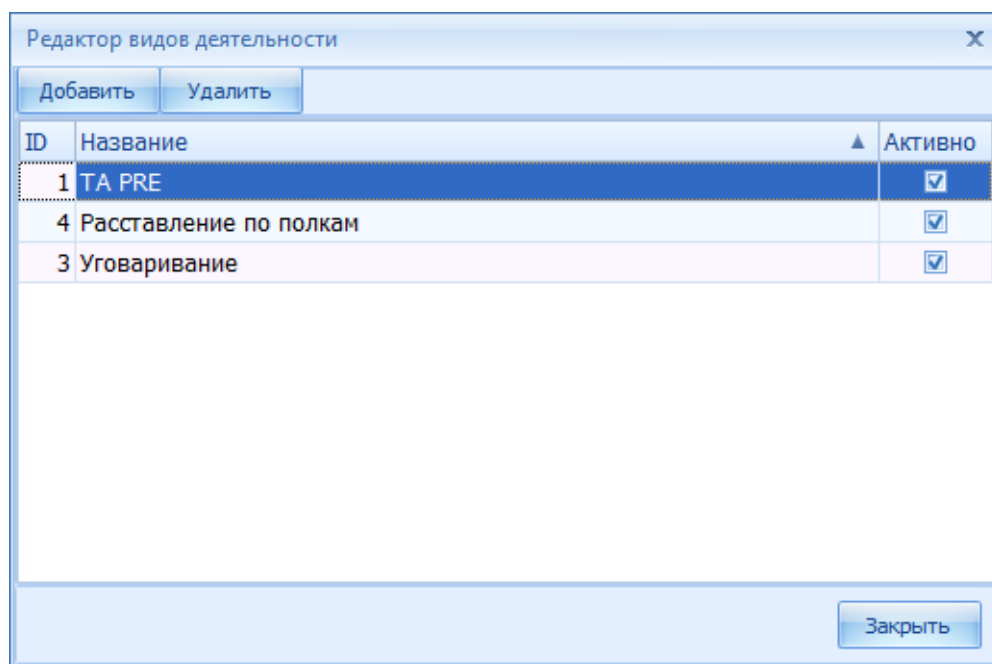 Редактор видов деятельности
Добавить Удалить
ID Название Активно
1 TA PRE
4 Расставление по полкам
3 Уговаривание
Закрыть